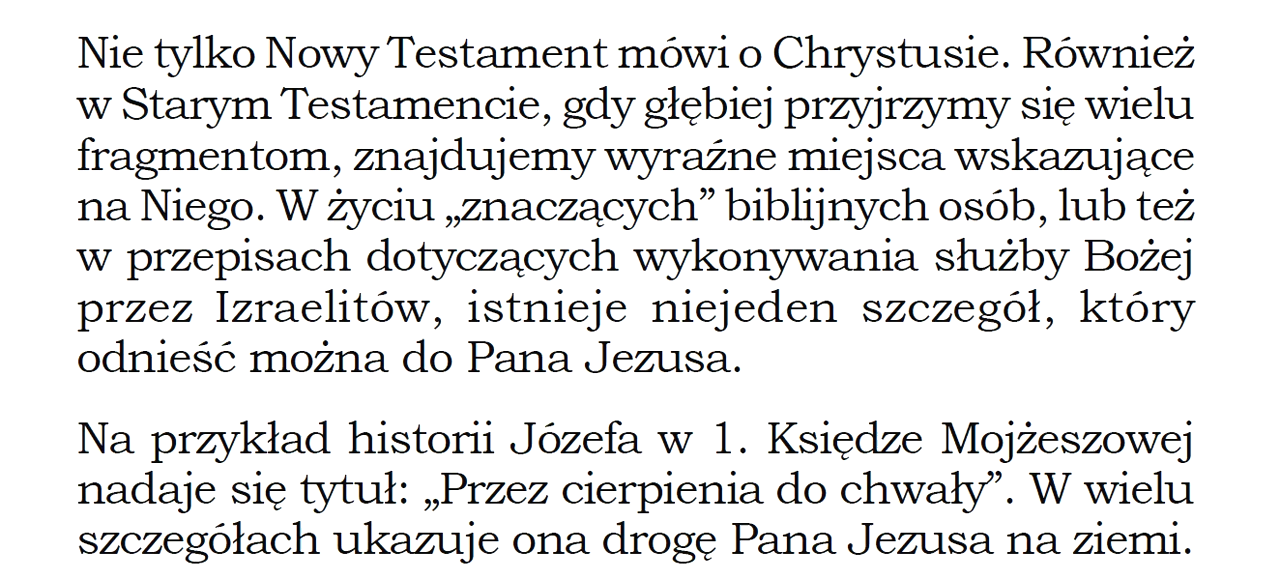 Nie tylko Nowy Testament mówi o Chrystusie. Również
w Starym Testamencie, gdy głębiej przyjrzymy się wielu
fragmentom, znajdujemy wyraźne miejsca wskazujące
na Niego. W życiu „znaczących” biblijnych osób, lub też
w przepisach dotyczących wykonywania służby Bożej
przez Izraelitów, istnieje niejeden szczegół, który
odnieść można do Pana Jezusa.
Na przykład historii Józefa w 1. Księdze Mojżeszowej
nadaje się tytuł: „Przez cierpienia do chwały”. W wielu
szczegółach ukazuje ona drogę Pana Jezusa na ziemi.